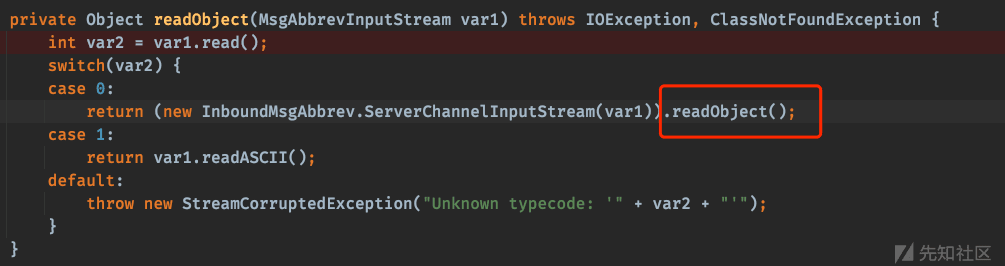 private Object readObject(MsgAbbrevInputStream var1) throws IOException, ClassNotFoundException {
    int var2 = var1.read();
    switch(var2) {
    case 0:
        return (new InboundMsgAbbrev.ServerChannelInputStream(var1)).readObject();
    case 1:
        return var1.readASCII();
    default:
        throw new StreamCorruptedException("Unknown typecode: '" + var2 + "'");
    }
}
先知社区